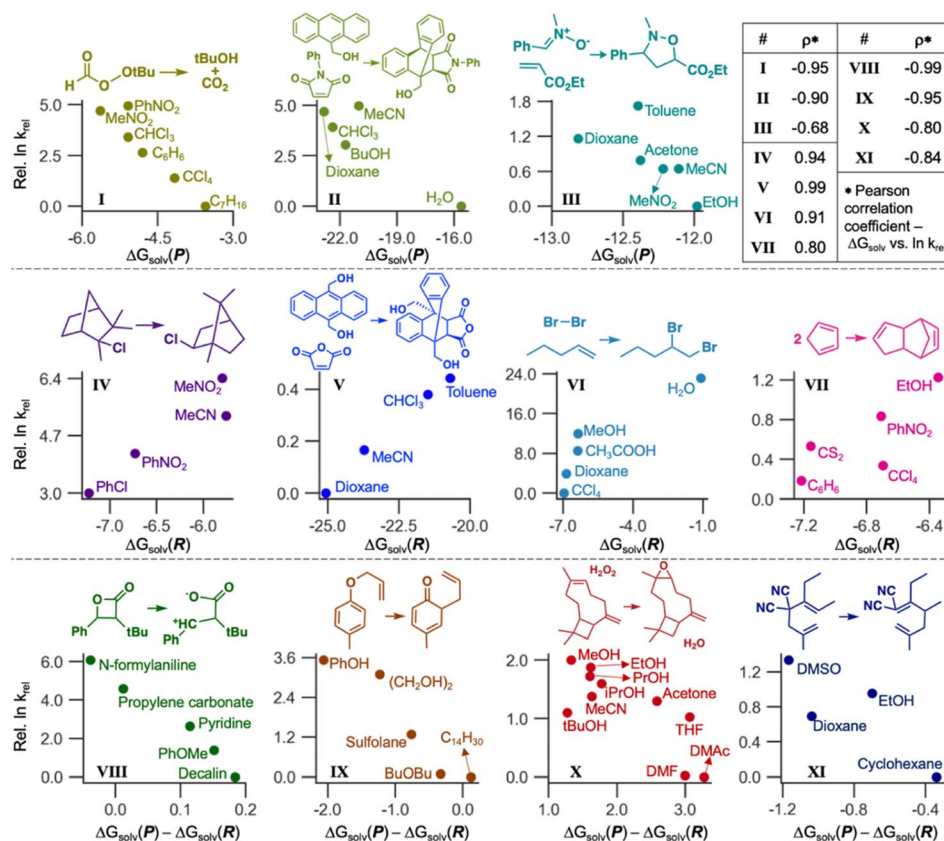 H
O
O
OtBu
tBuOH
+
CO2
Rel. ln krel
5.0
2.5
0.0
PhNO2
MeNO2
CHCl3
C6H6
CCl4
C7H16
I
-6.0 -4.5 -3.0
ΔGsolv(P)
OH
Ph
N
O
O
O
N-Ph
O
HO
5.0
2.5
0.0
MeCN
CHCl3
BuOH
Dioxane
H2O
II
-22.0 -19.0 -16.0
ΔGsolv(P)
Ph
N+
O-
CO2Et
Ph
N
O
CO2Et
1.8
1.2
0.6
0.0
Toluene
Dioxane
Acetone
MeCN
MeNO2
EtOH
III
-13.0 -12.5 -12.0
ΔGsolv(P)
# ρ* # ρ*
I -0.95 VIII -0.99
II -0.90 IX -0.95
III -0.68 X -0.80
IV 0.94 XI -0.84
V 0.99
VI 0.91
VII 0.80
* Pearson
correlation
coefficient –
ΔGsolv vs. ln krel
Cl
Cl
Rel. ln krel
6.4
4.7
3.0
IV
MeNO2
MeCN
PhNO2
PhCl
-7.0 -6.5 -6.0
ΔGsolv(R)
OH
OH
O
O
O
HO
O
O
O
OH
0.4
0.2
0.0
V
Toluene
CHCl3
MeCN
Dioxane
-25.0 -22.5 -20.0
ΔGsolv(R)
Br–Br
Br
Br
24.0
16.0
8.0
0.0
VI
H2O
MeOH
CH3COOH
Dioxane
CCl4
-7.0 -4.0 -1.0
ΔGsolv(R)
2
1.2
0.8
0.4
0.0
VII
EtOH
PhNO2
CS2
CCl4
C6H6
-7.2 -6.8 -6.4
ΔGsolv(R)
O
O
Ph
tBu
O
O-
+CH
Ph
tBu
Rel. ln krel
6.0
4.0
2.0
0.0
N-formylaniline
Propylene carbonate
Pyridine
PhOMe
Decalin
VIII
0.0 0.1 0.2
ΔGsolv(P) – ΔGsolv(R)
O
O
3.6
2.4
1.2
0.0
PhOH
(CH2OH)2
Sulfolane
C14H30
BuOBu
IX
-2.0 -1.0 0.0
ΔGsolv(P) – ΔGsolv(R)
H2O2
O
H2O
2.0
1.0
0.0
MeOH
EtOH
PrOH
iPrOH
MeCN
Acetone
tBuOH
THF
DMAc
DMF
X
1.0 2.0 3.0
ΔGsolv(P) – ΔGsolv(R)
NC
NC
NC
NC
1.2
0.8
0.4
0.0
DMSO
EtOH
Dioxane
Cyclohexane
XI
-1.2 -0.8 -0.4
ΔGsolv(P) – ΔGsolv(R)